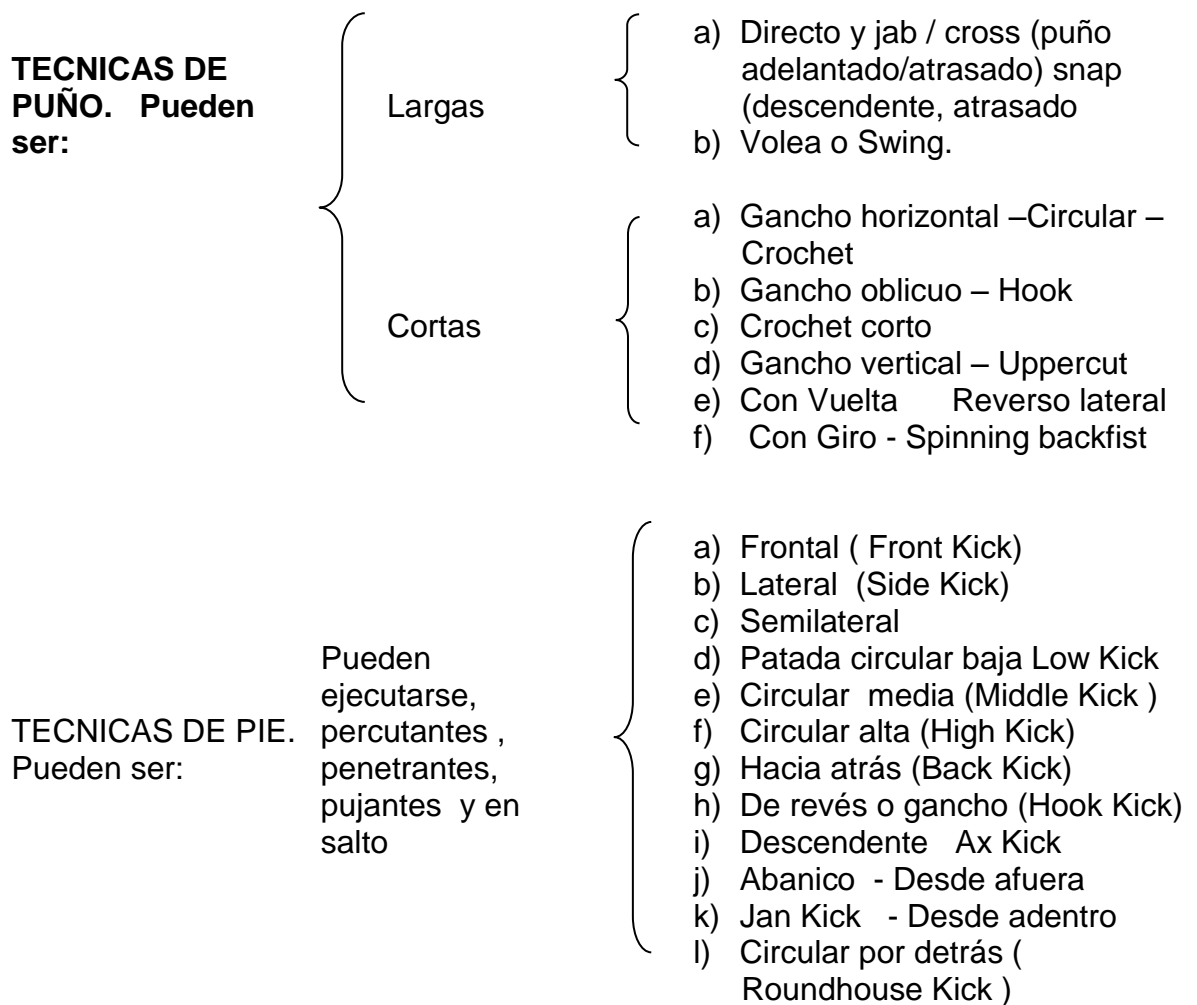 TECNICAS DE
PUÑO. Pueden
ser:
Largas
a) Directo y jab / cross (puño
adelantado/atrasado) snap
(descendente, atrasado
b) Volea o Swing.
Cortas
a) Gancho horizontal –Circular –
Crochet
b) Gancho oblicuo – Hook
c) Crochet corto
d) Gancho vertical – Uppercut
e) Con Vuelta Reverso lateral
f) Con Giro - Spinning backfist
TECNICAS DE PIE.
Pueden ser:
Pueden
ejecutarse,
percutantes ,
penetrantes,
pujantes y en
salto
a) Frontal ( Front Kick)
b) Lateral (Side Kick)
c) Semilateral
d) Patada circular baja Low Kick
e) Circular media (Middle Kick )
f) Circular alta (High Kick)
g) Hacia atrás (Back Kick)
h) De revés o gancho (Hook Kick)
i) Descendente Ax Kick
j) Abanico - Desde afuera
k) Jan Kick - Desde adentro
l) Circular por detrás (
Roundhouse Kick )